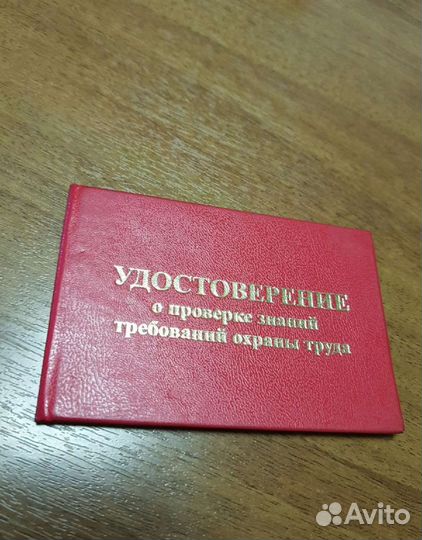 УДОСТОВЕРЕНИЕ
о проверке знаний
требований охраны труда
Avito